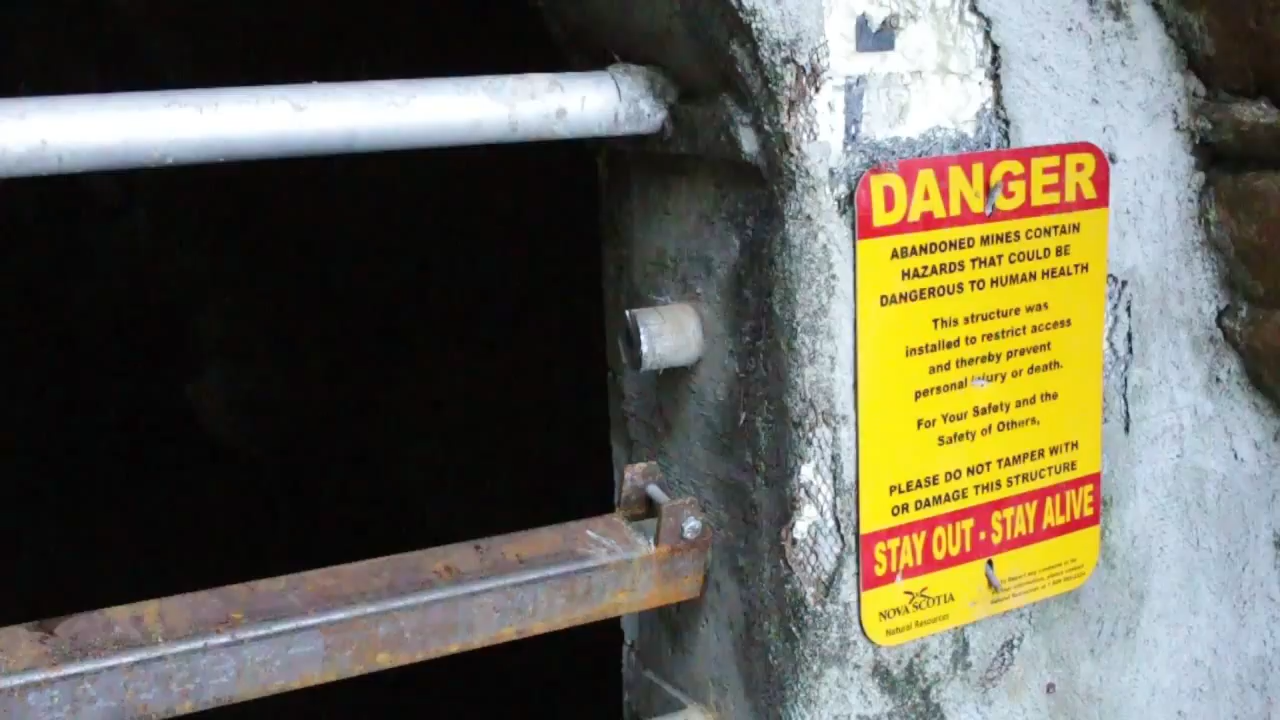 DANGER
ABANDONED MINES CONTAIN
HAZARDS THAT COULD BE
DANGEROUS TO HUMAN HEALTH
This structure was
installed to restrict access
and thereby prevent
personal injury or death.
For Your Safety and the
Safety of Others,
PLEASE DO NOT TAMPER WITH
OR DAMAGE THIS STRUCTURE
STAY OUT - STAY ALIVE
NOVA SCOTIA
Natural Resources